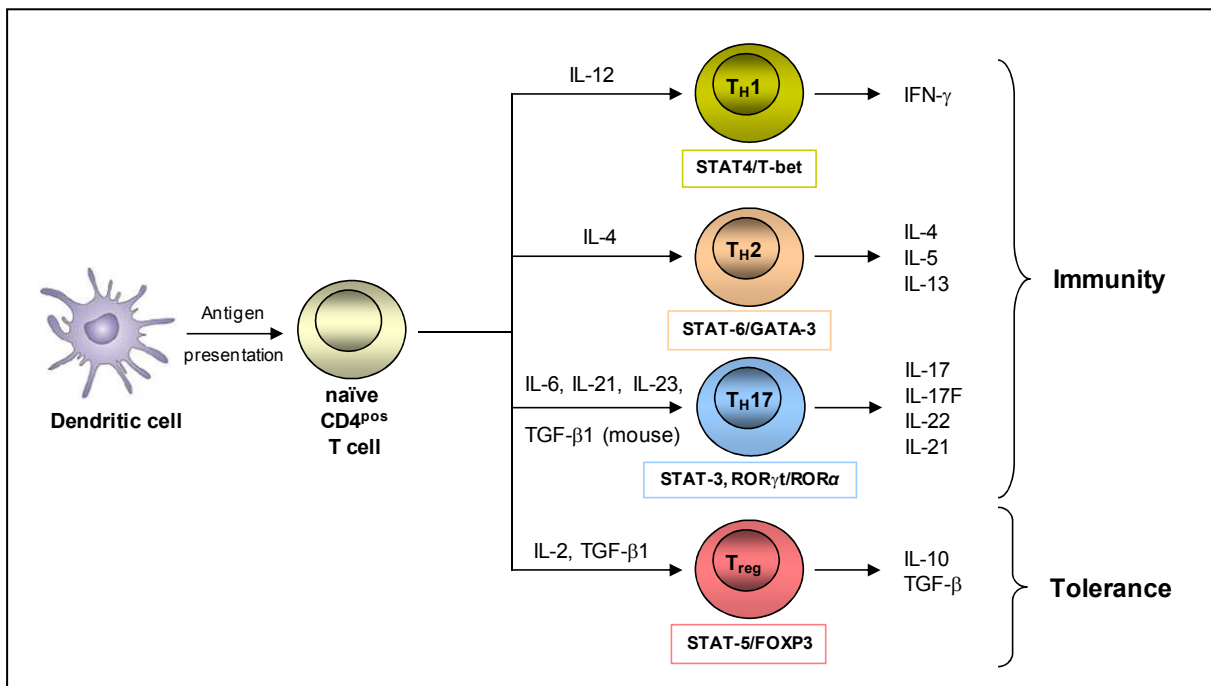 Dendritic cell
Antigen
presentation
naïve
CD4pos
T cell
IL-12
TH1
STAT4/T-bet
IFN-γ
IL-4
TH2
STAT-6/GATA-3
IL-4
IL-5
IL-13
IL-6, IL-21, IL-23,
TGF-β1 (mouse)
TH17
STAT-3, RORγt/RORα
IL-17
IL-17F
IL-22
IL-21
Immunity
IL-2, TGF-β1
Treg
STAT-5/FOXP3
IL-10
TGF-β
Tolerance